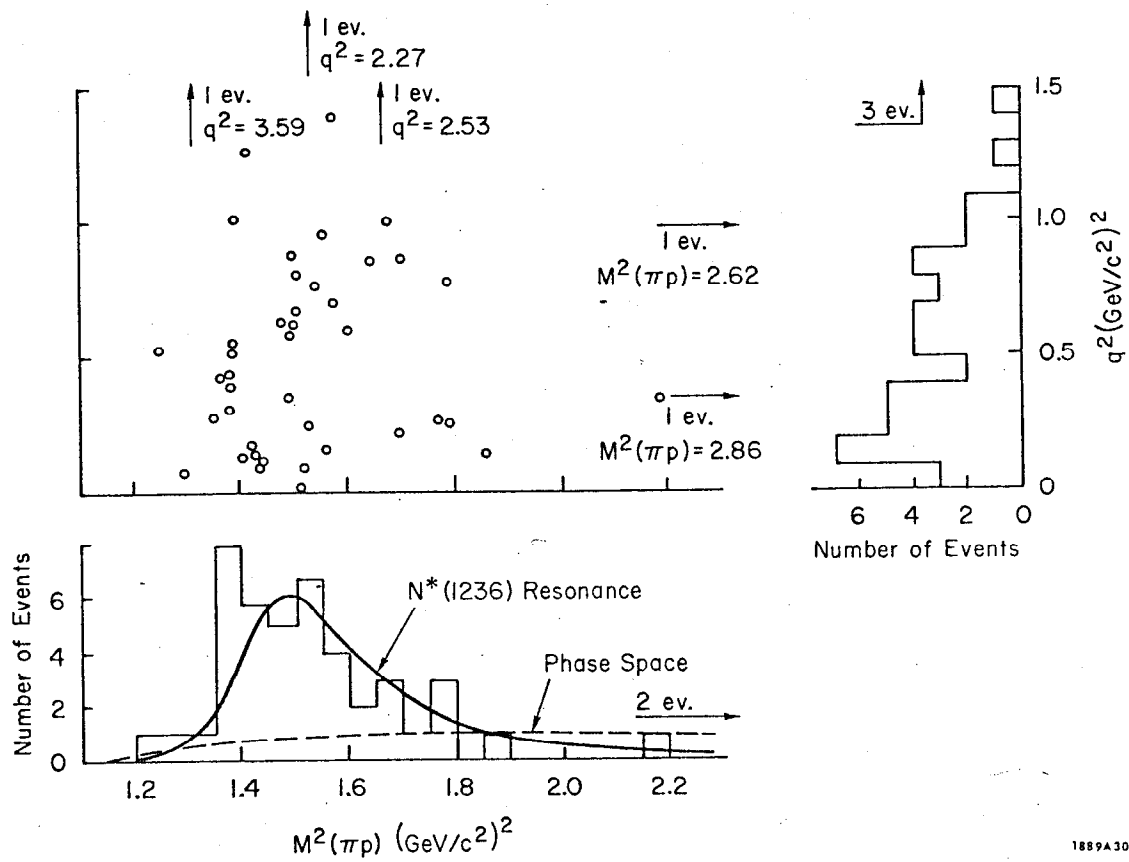 1 ev.
q² = 2.27
1 ev.
q² = 3.59
1 ev.
q² = 2.53
3 ev.
1.5
1.0
0.5
0
q²(GeV/c²)²
1 ev.
M²(πp) = 2.62
1 ev.
M²(πp) = 2.86
6 4 2 0
Number of Events
Number of Events
6
4
2
0
N*(1236) Resonance
Phase Space
2 ev.
1.2 1.4 1.6 1.8 2.0 2.2
M²(πp) (GeV/c²)²
1889A30